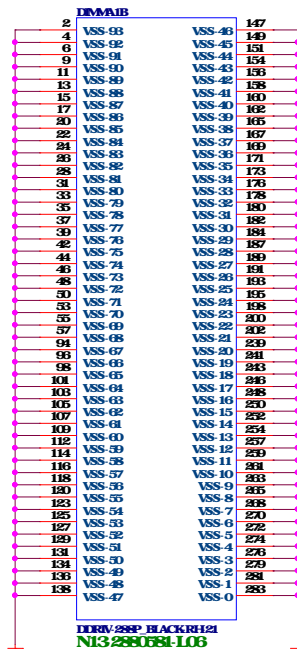 DIMMA1B
2 VSS-93 VSS-46 147
4 VSS-92 VSS-45 149
6 VSS-91 VSS-44 151
9 VSS-90 VSS-43 154
11 VSS-89 VSS-42 156
13 VSS-88 VSS-41 158
15 VSS-87 VSS-40 160
17 VSS-86 VSS-39 162
20 VSS-85 VSS-38 165
22 VSS-84 VSS-37 167
24 VSS-83 VSS-36 169
26 VSS-82 VSS-35 171
28 VSS-81 VSS-34 173
31 VSS-80 VSS-33 176
33 VSS-79 VSS-32 178
35 VSS-78 VSS-31 180
37 VSS-77 VSS-30 182
39 VSS-76 VSS-29 184
42 VSS-75 VSS-28 187
44 VSS-74 VSS-27 189
46 VSS-73 VSS-26 191
48 VSS-72 VSS-25 193
50 VSS-71 VSS-24 195
53 VSS-70 VSS-23 198
55 VSS-69 VSS-22 200
57 VSS-68 VSS-21 202
94 VSS-67 VSS-20 239
96 VSS-66 VSS-19 241
98 VSS-65 VSS-18 243
101 VSS-64 VSS-17 246
103 VSS-63 VSS-16 248
105 VSS-62 VSS-15 250
107 VSS-61 VSS-14 252
109 VSS-60 VSS-13 254
112 VSS-59 VSS-12 257
114 VSS-58 VSS-11 259
116 VSS-57 VSS-10 261
118 VSS-56 VSS-9 263
120 VSS-55 VSS-8 265
123 VSS-54 VSS-7 268
125 VSS-53 VSS-6 270
127 VSS-52 VSS-5 272
129 VSS-51 VSS-4 274
131 VSS-50 VSS-3 276
134 VSS-49 VSS-2 279
136 VSS-48 VSS-1 281
138 VSS-47 VSS-0 283
DDRIV-288P_BLACK-RH-21
N13-2880581-L06